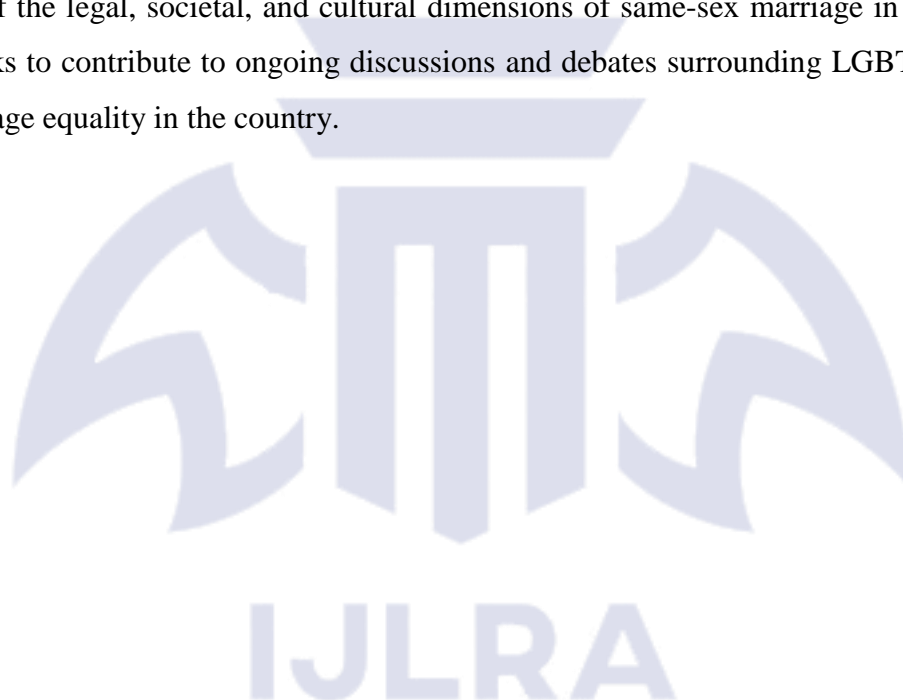 f the legal, societal, and cultural dimensions of same-sex marriage in
ks to contribute to ongoing discussions and debates surrounding LGBT
age equality in the country.
IJLRA